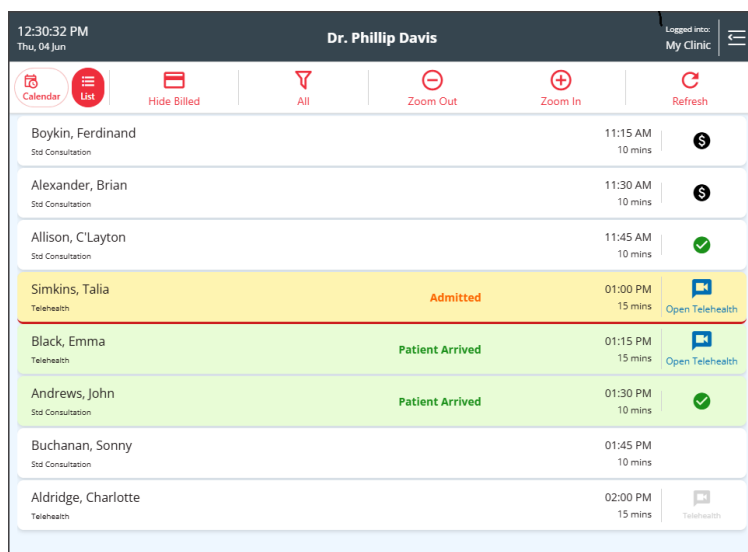 12:30:32 PM
Thu, 04 Jun
Dr. Phillip Davis
Logged into:
My Clinic
Calendar
List
Hide Billed
All
Zoom Out
Zoom In
Refresh
Boykin, Ferdinand
Std Consultation
11:15 AM
10 mins
Alexander, Brian
Std Consultation
11:30 AM
10 mins
Allison, C'Layton
Std Consultation
11:45 AM
10 mins
Simkins, Talia
Telehealth
Admitted
01:00 PM
15 mins
Open Telehealth
Black, Emma
Telehealth
Patient Arrived
01:15 PM
15 mins
Open Telehealth
Andrews, John
Std Consultation
Patient Arrived
01:30 PM
10 mins
Buchanan, Sonny
Std Consultation
01:45 PM
10 mins
Aldridge, Charlotte
Telehealth
02:00 PM
15 mins
Telehealth